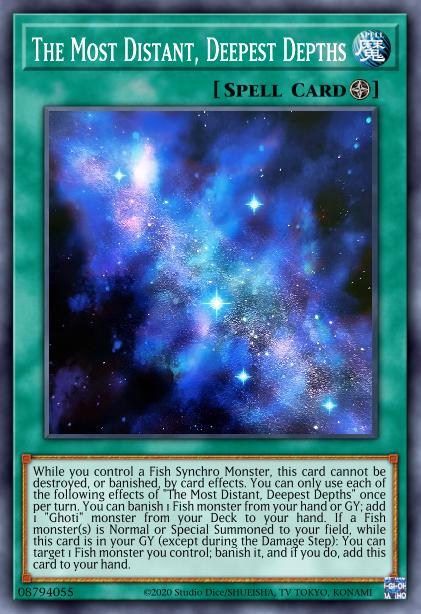 The Most Distant, Deepest Depths
SPELL
魔
[Spell Card]
While you control a Fish Synchro Monster, this card cannot be
destroyed, or banished, by card effects. You can only use each of
the following effects of "The Most Distant, Deepest Depths" once
per turn. You can banish 1 Fish monster from your hand or GY; add
1 "Ghoti" monster from your Deck to your hand. If a Fish
monster(s) is Normal or Special Summoned to your field, while
this card is in your GY (except during the Damage Step): You can
target 1 Fish monster you control; banish it, and if you do, add this
card to your hand.
08794055
©2020 Studio Dice/SHUEISHA, TV TOKYO, KONAMI